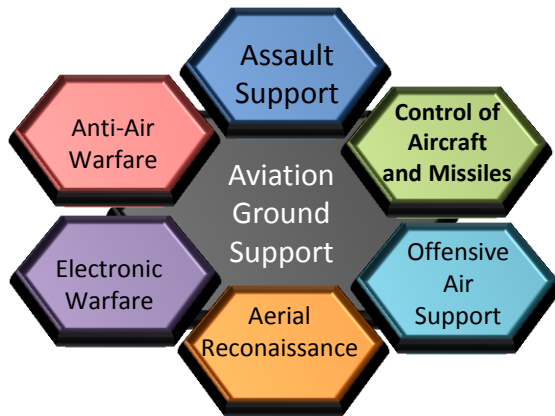 Assault
Support
Anti-Air
Warfare
Control of
Aircraft
and Missiles
Aviation
Ground
Support
Electronic
Warfare
Offensive
Air
Support
Aerial
Reconaissance